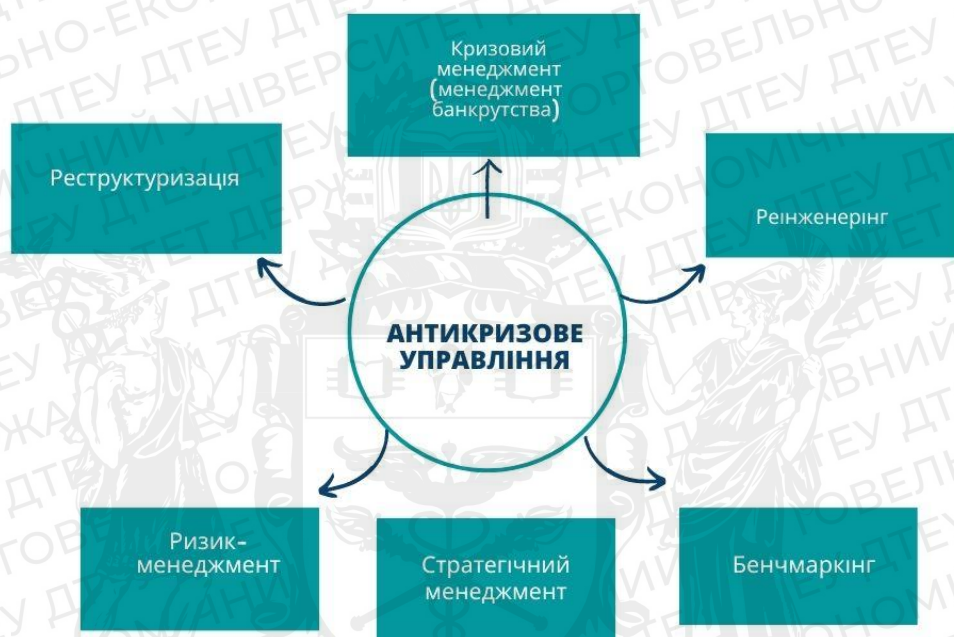 Кризовий
менеджмент
(менеджмент
банкрутства)
Реструктуризація
Реінженерінг
АНТИКРИЗОВЕ
УПРАВЛІННЯ
Ризик-
менеджмент
Стратегічний
менеджмент
Бенчмаркінг